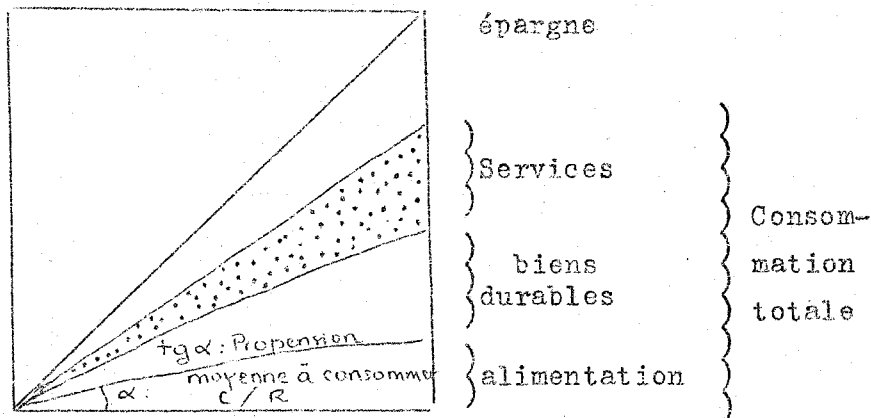 épargne
Services
biens
durables
alimentation
Consom-
mation
totale
tgα: Propension
moyenne à consommer
α: C/R